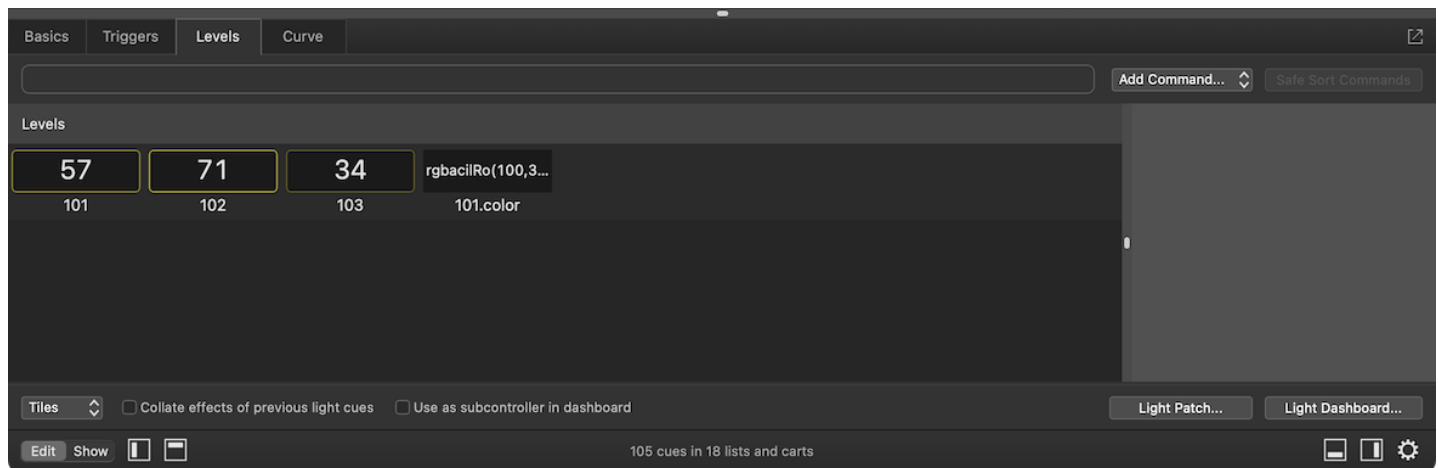 Basics Triggers Levels Curve
Add Command... Safe Sort Commands
Levels
57 71 34 rgbacilRo(100,3...
101 102 103 101.color
Tiles Collate effects of previous light cues Use as subcontroller in dashboard Light Patch... Light Dashboard...
Edit Show 105 cues in 18 lists and carts